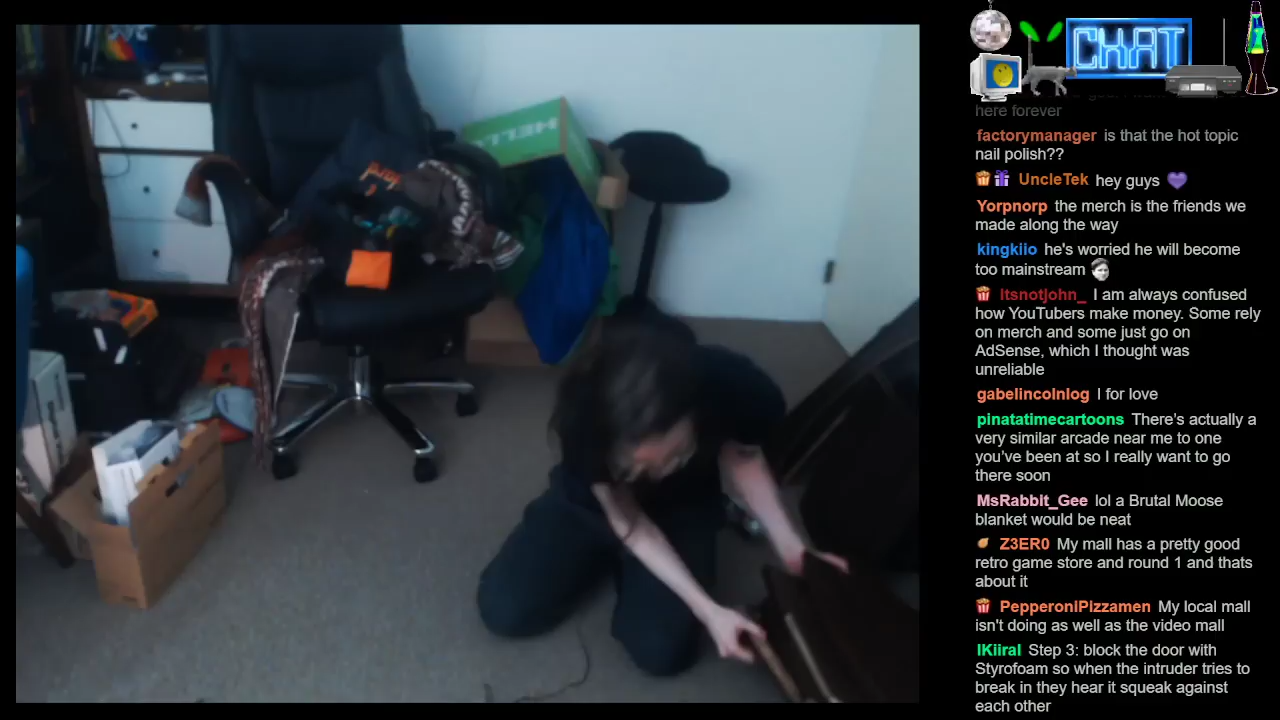 CHAT
here forever
factorymanager is that the hot topic
nail polish??
UncleTek hey guys
Yorpnorp the merch is the friends we
made along the way
kingkiio he's worried he will become
too mainstream
Itsnotjohn_ I am always confused
how YouTubers make money. Some rely
on merch and some just go on
AdSense, which I thought was
unreliable
gabelincolnlog I for love
pinatatimecartoons There's actually a
very similar arcade near me to one
you've been at so I really want to go
there soon
MsRabbit_Gee lol a Brutal Moose
blanket would be neat
Z3ER0 My mall has a pretty good
retro game store and round 1 and thats
about it
PepperoniPizzamen My local mall
isn't doing as well as the video mall
IKiiral Step 3: block the door with
Styrofoam so when the intruder tries to
break in they hear it squeak against
each other